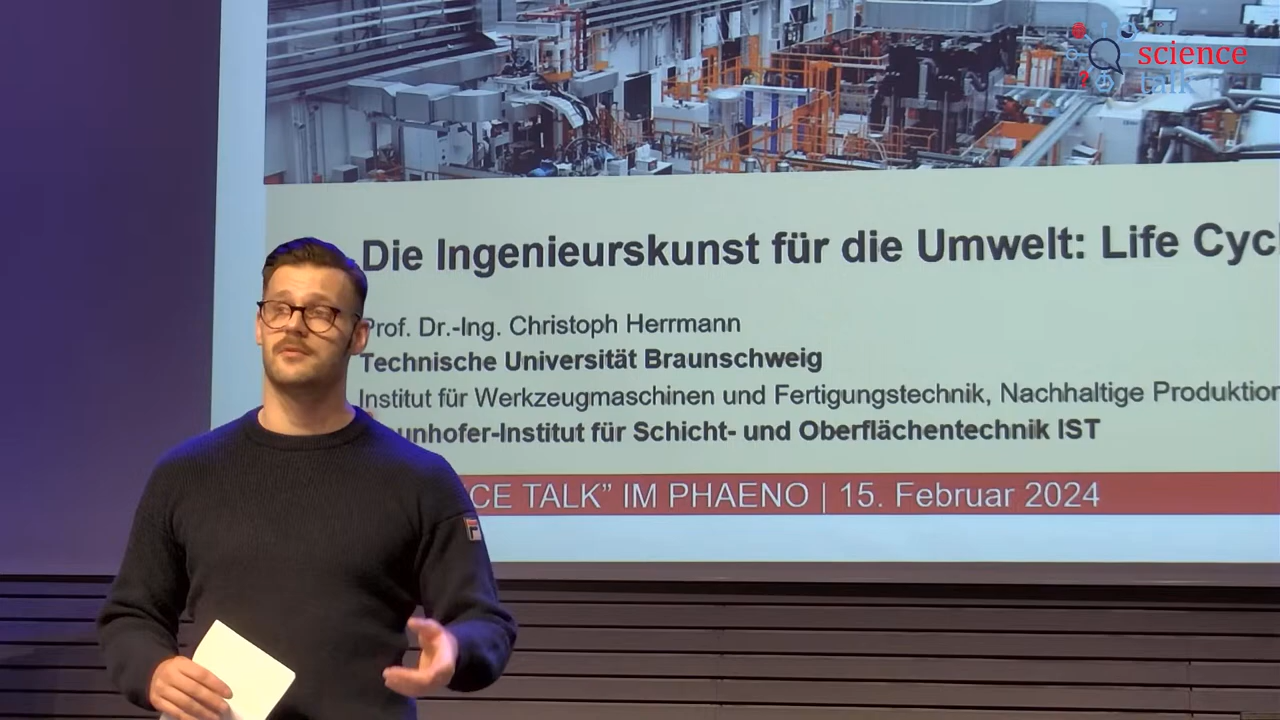 science
talk
Die Ingenieurskunst für die Umwelt: Life Cycl
Prof. Dr.-Ing. Christoph Herrmann
Technische Universität Braunschweig
Institut für Werkzeugmaschinen und Fertigungstechnik, Nachhaltige Produktion
aunhofer-Institut für Schicht- und Oberflächentechnik IST
CE TALK” IM PHAENO | 15. Februar 2024